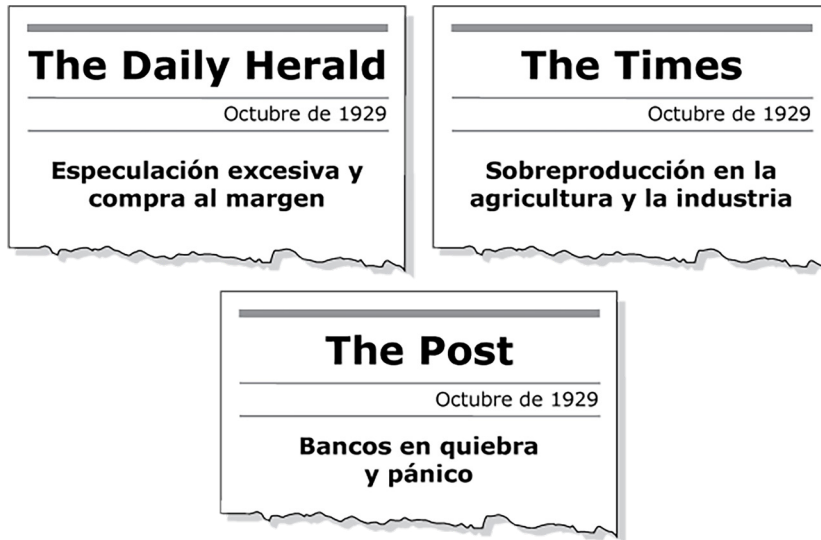 The Daily Herald
Octubre de 1929
Especulación excesiva y
compra al margen
The Times
Octubre de 1929
Sobreproducción en la
agricultura y la industria
The Post
Octubre de 1929
Bancos en quiebra
y pánico